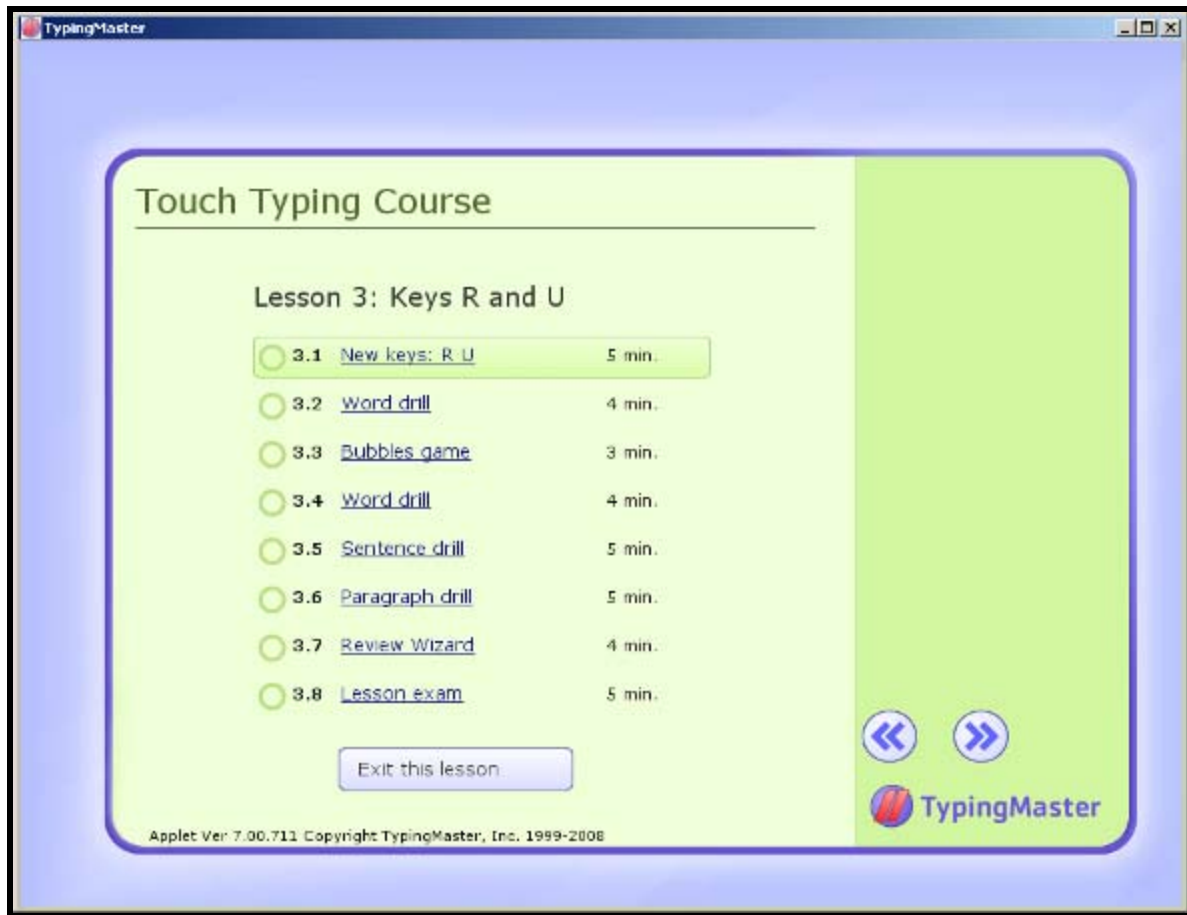 TypingMaster
Touch Typing Course
Lesson 3: Keys R and U
3.1 New keys: R U 5 min.
3.2 Word drill 4 min.
3.3 Bubbles game 3 min.
3.4 Word drill 4 min.
3.5 Sentence drill 5 min.
3.6 Paragraph drill 5 min.
3.7 Review Wizard 4 min.
3.8 Lesson exam 5 min.
Exit this lesson
TypingMaster
Applet Ver 7.00.711 Copyright TypingMaster, Inc. 1999-2008